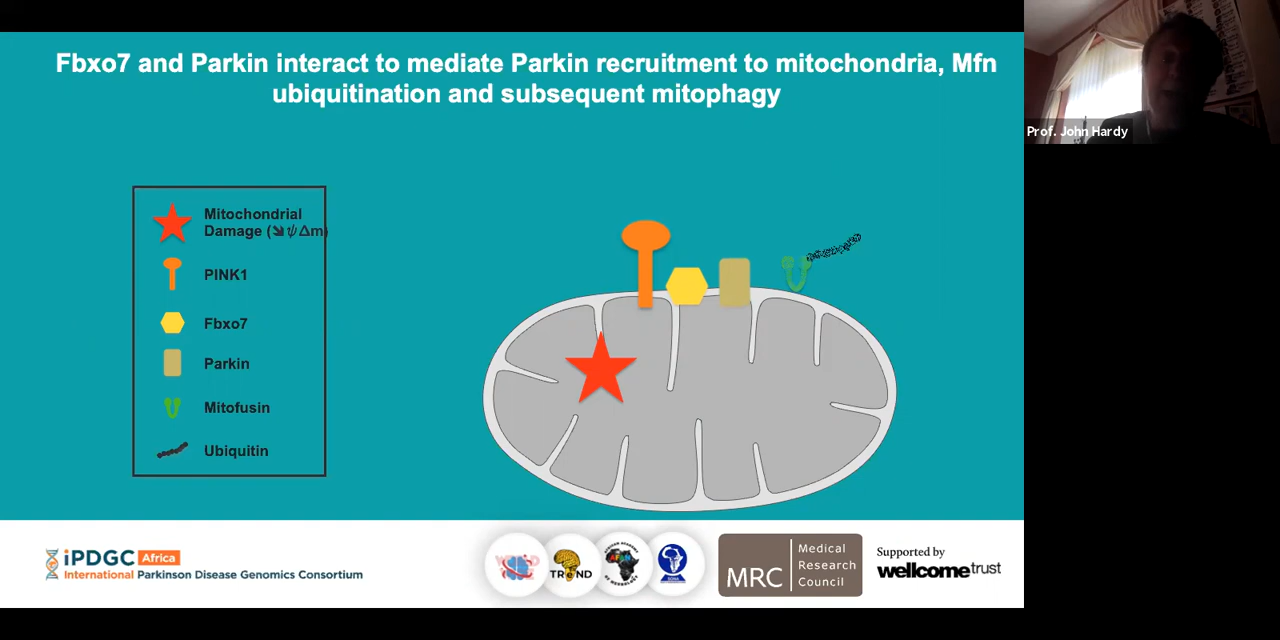 Fbxo7 and Parkin interact to mediate Parkin recruitment to mitochondria, Mfn
ubiquitination and subsequent mitophagy
Prof. John Hardy
Mitochondrial
Damage (↘ψΔm)
PINK1
Fbxo7
Parkin
Mitofusin
Ubiquitin
iPDGC Africa
International Parkinson Disease Genomics Consortium
TREND
MRC
Medical
Research
Council
Supported by
wellcometrust